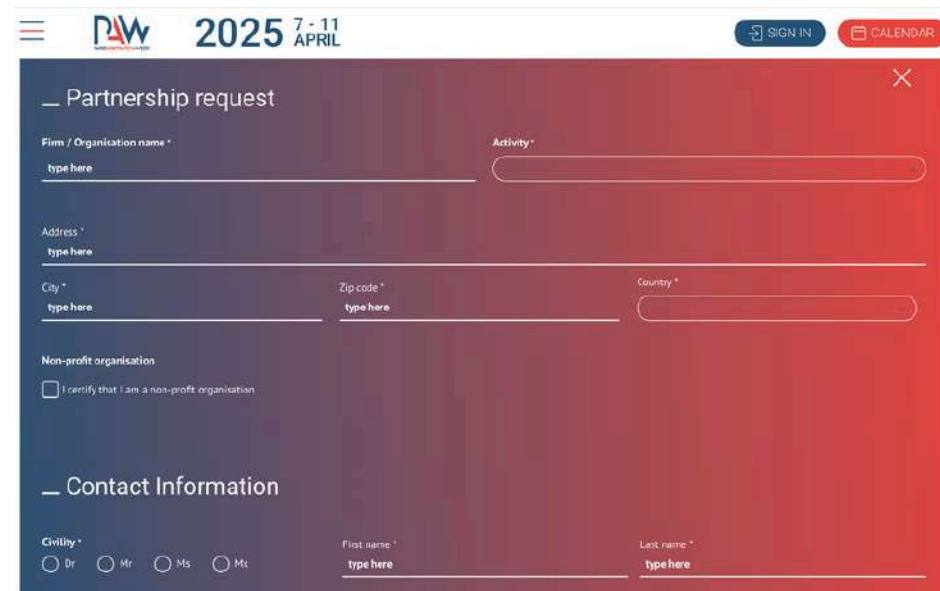 PAW
2025 7 - 11 APRIL
SIGN IN
CALENDAR
Partnership request
Firm / Organisation name *
Activity *
type here
Address *
type here
City *
Zip code *
Country *
type here
type here
Non-profit organisation
I certify that I am a non-profit organisation
Contact Information
Civility *
First name *
Last name *
Dr
Mr
Ms
type here
type here